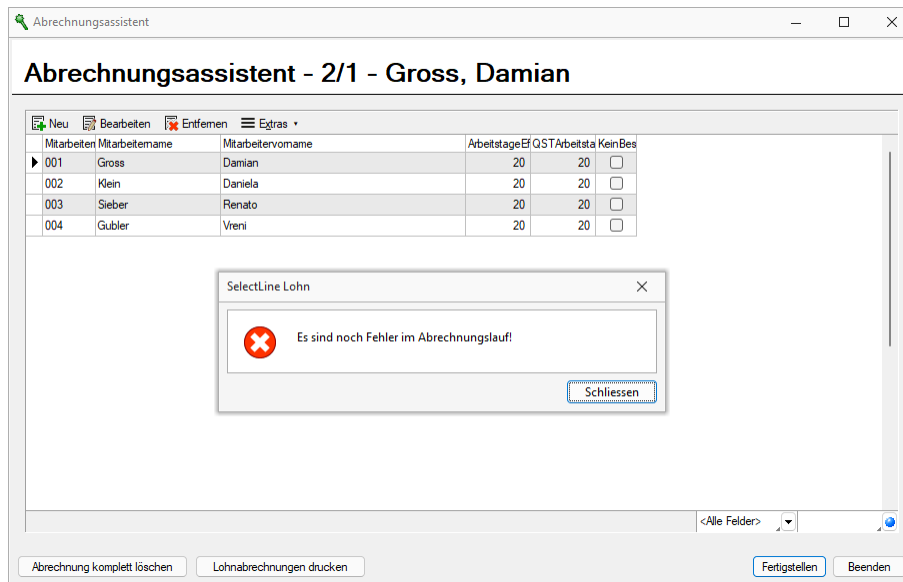 Abrechnungsassistent
Abrechnungsassistent - 2/1 - Gross, Damian
Neu Bearbeiten Entfernen Extras
Mitarbeiten Mitarbeitername Mitarbeitervorname ArbeitstageEf QSTArbeitsta KeinBes
001 Gross Damian 20 20
002 Klein Daniela 20 20
003 Sieber Renato 20 20
004 Gubler Vreni 20 20
SelectLine Lohn
Es sind noch Fehler im Abrechnungslauf!
Schliessen
<Alle Felder>
Abrechnung komplett löschen Lohnabrechnungen drucken Fertigstellen Beenden